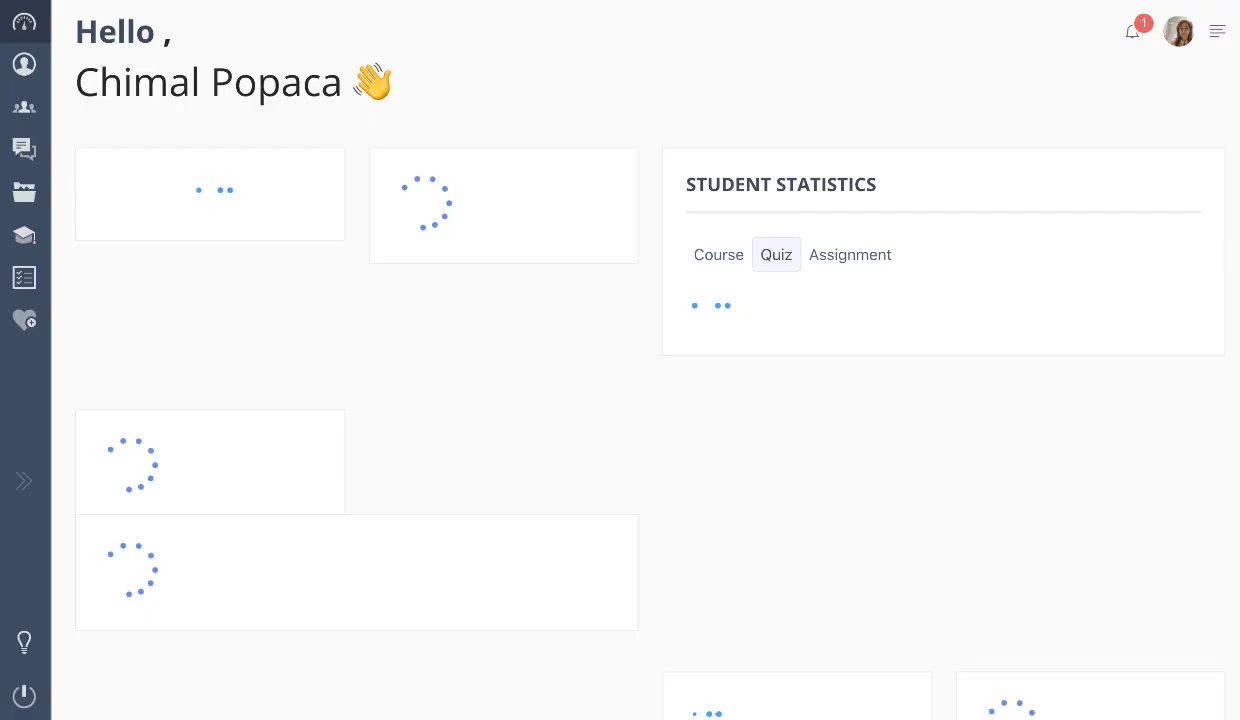 Hello ,
Chimal Popaca 👋
1
STUDENT STATISTICS
Course Quiz Assignment